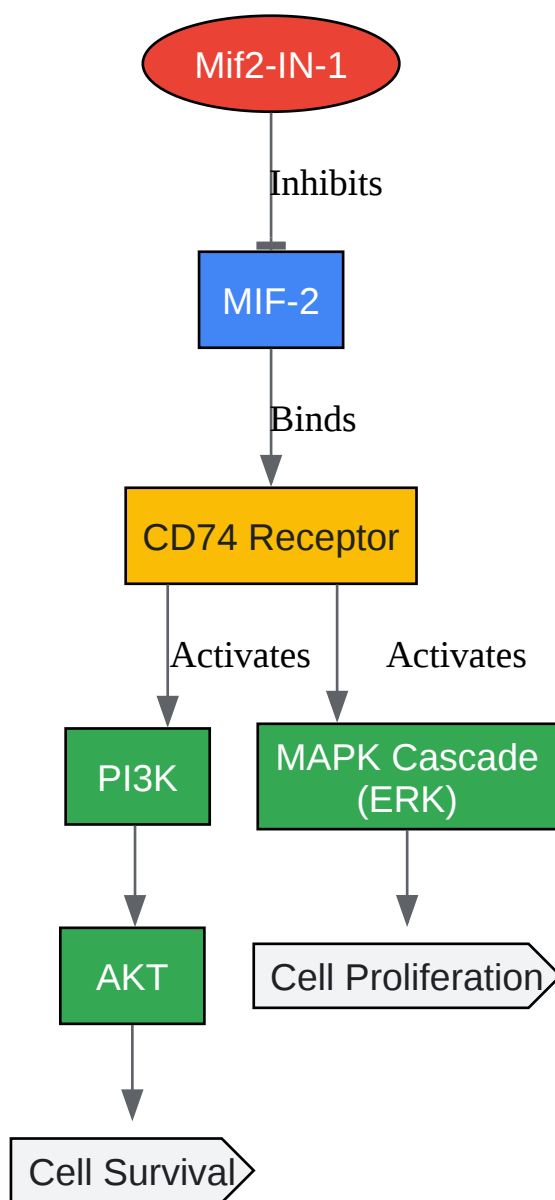 Mif2-IN-1
Inhibits
MIF-2
Binds
CD74 Receptor
Activates
Activates
PI3K
MAPK Cascade
(ERK)
AKT
Cell Proliferation
Cell Survival